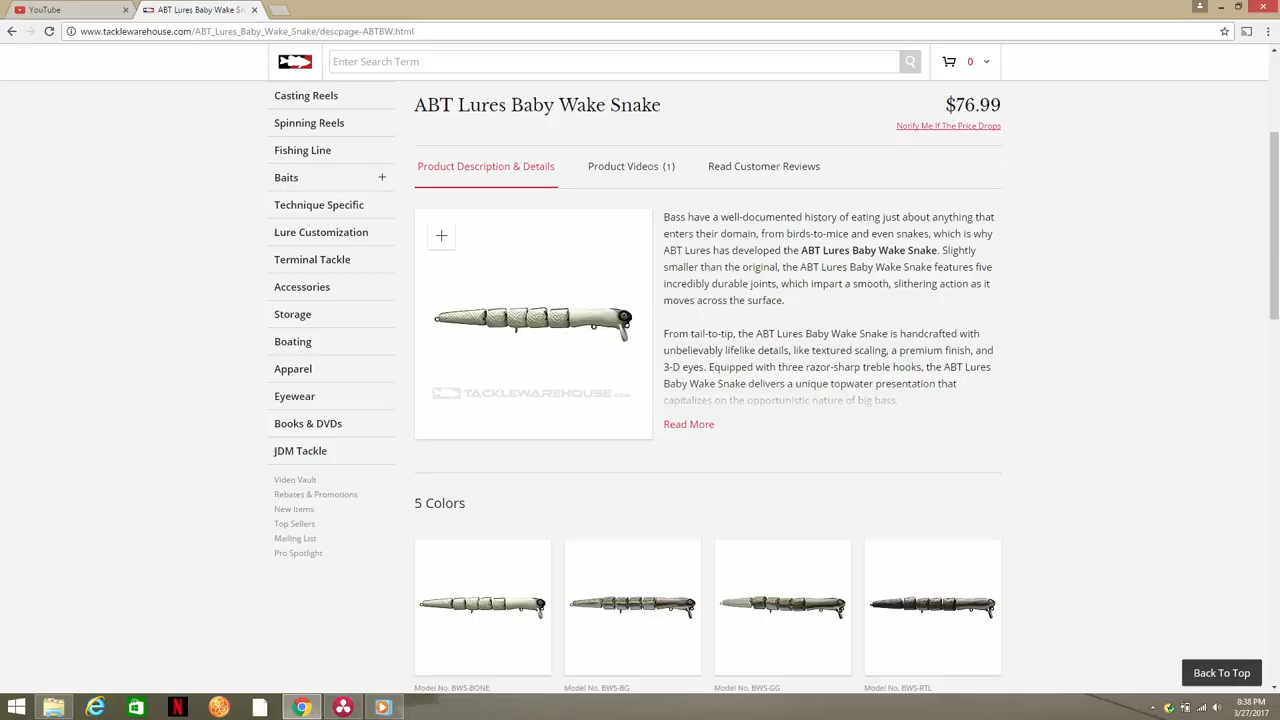 YouTube
ABT Lures Baby Wake Sn
www.tacklewarehouse.com/ABT_Lures_Baby_Wake_Snake/descpage-ABTBW.html
Enter Search Term
0
Casting Reels
Spinning Reels
Fishing Line
Baits
Technique Specific
Lure Customization
Terminal Tackle
Accessories
Storage
Boating
Apparel
Eyewear
Books & DVDs
JDM Tackle
Video Vault
Rebates & Promotions
New Items
Top Sellers
Mailing List
Pro Spotlight
ABT Lures Baby Wake Snake
$76.99
Notify Me If The Price Drops
Product Description & Details
Product Videos (1)
Read Customer Reviews
TACKLEWAREHOUSE.COM
Bass have a well-documented history of eating just about anything that
enters their domain, from birds-to-mice and even snakes, which is why
ABT Lures has developed the ABT Lures Baby Wake Snake. Slightly
smaller than the original, the ABT Lures Baby Wake Snake features five
incredibly durable joints, which impart a smooth, slithering action as it
moves across the surface.
From tail-to-tip, the ABT Lures Baby Wake Snake is handcrafted with
unbelievably lifelike details, like textured scaling, a premium finish, and
3-D eyes. Equipped with three razor-sharp treble hooks, the ABT Lures
Baby Wake Snake delivers a unique topwater presentation that
capitalizes on the opportunistic nature of big bass.
Read More
5 Colors
Model No. BWS-BONE
Model No. BWS-BG
Model No. BWS-GG
Model No. BWS-RTL
Back To Top
8:38 PM
3/27/2017